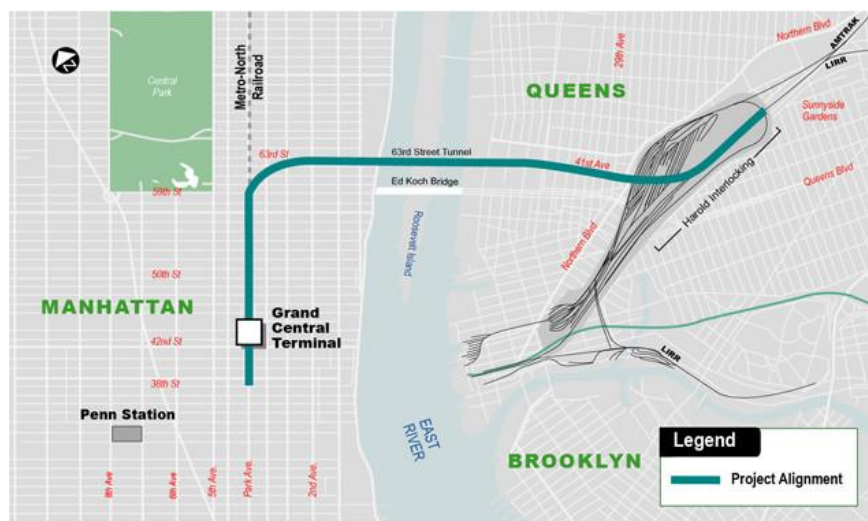 Central
Park
Metro-North
Railroad
QUEENS
29th Ave
Northern Blvd
AMTRAK
LIRR
Sunnyside
Gardens
63rd St
63rd Street Tunnel
41st Ave
Queens Blvd
59th St
Ed Koch Bridge
Harold Interlocking
Roosevelt Island
Northern Blvd
50th St
MANHATTAN
Grand
Central
Terminal
42nd St
38th St
LIRR
Penn Station
EAST
RIVER
BROOKLYN
8th Ave
6th Ave
5th Ave.
Park Ave.
2nd Ave.
Legend
Project Alignment